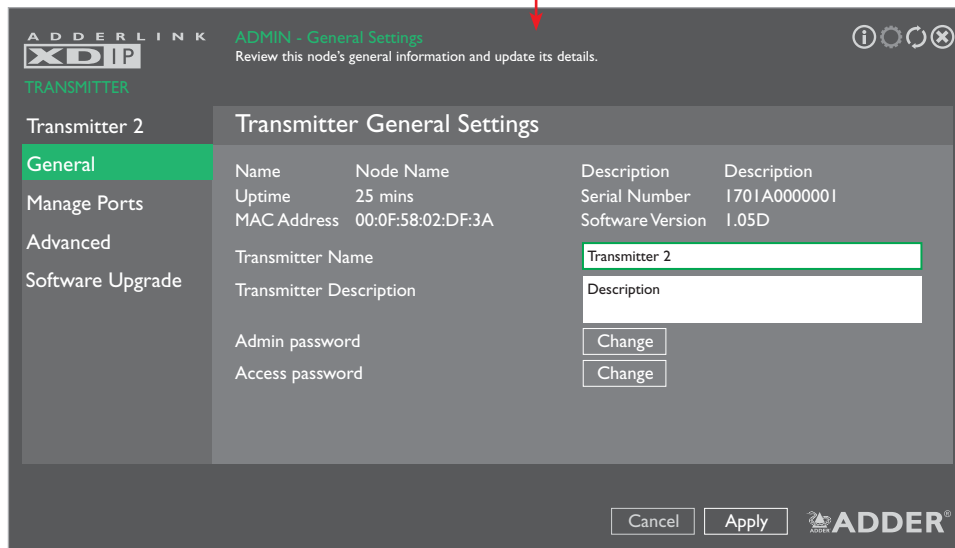 ADDERLINK
XDIP
TRANSMITTER
ADMIN - General Settings
Review this node's general information and update its details.
i
Transmitter 2
General
Manage Ports
Advanced
Software Upgrade
Transmitter General Settings
Name Node Name Description Description
Uptime 25 mins Serial Number 1701A0000001
MAC Address 00:0F:58:02:DF:3A Software Version 1.05D
Transmitter Name Transmitter 2
Transmitter Description Description
Admin password Change
Access password Change
Cancel Apply ADDER ADDER®